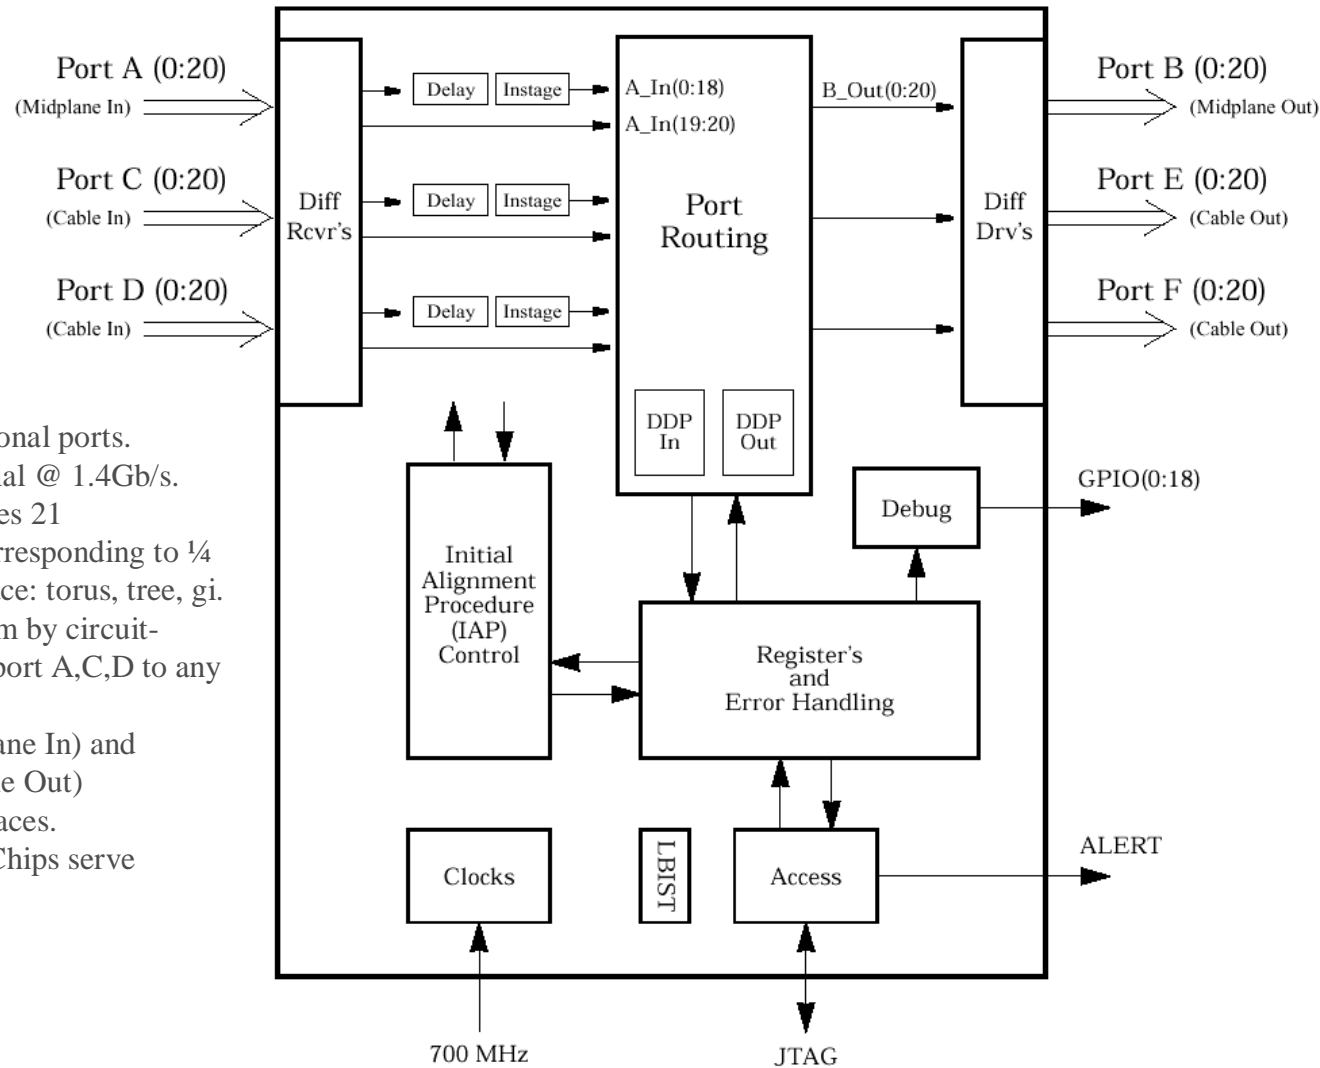 Port A (0:20)
(Midplane In)
Port C (0:20)
(Cable In)
Port D (0:20)
(Cable In)
Diff
Rcvr's
Delay
Instage
Delay
Instage
Delay
Instage
A_In(0:18)
A_In(19:20)
Port
Routing
DDP
In
DDP
Out
B_Out(0:20)
Diff
Drv's
Port B (0:20)
(Midplane Out)
Port E (0:20)
(Cable Out)
Port F (0:20)
(Cable Out)
onal ports.
al @ 1.4Gb/s.
es 21
rresponding to ¼
ce: torus, tree, gi.
m by circuit-
port A,C,D to any
ane In) and
e Out)
aces.
Chips serve
Initial
Alignment
Procedure
(IAP)
Control
Debug
GPIO(0:18)
Register's
and
Error Handling
Clocks
LBIST
Access
ALERT
700 MHz
JTAG